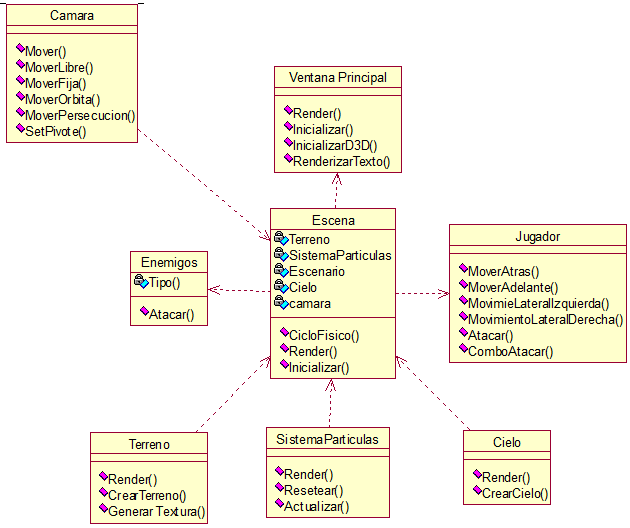 Camara
Mover()
MoverLibre()
MoverFija()
MoverOrbita()
MoverPersecucion()
SetPivote()
Ventana Principal
Render()
Inicializar()
InicializarD3D()
RenderizarTexto()
Escena
Terreno
SistemaParticulas
Escenario
Cielo
camara
CicloFisico()
Render()
Inicializar()
Enemigos
Tipo()
Atacar()
Jugador
MoverAtras()
MoverAdelante()
MovimieLateralIzquierda()
MovimientoLateralDerecha()
Atacar()
ComboAtacar()
Terreno
Render()
CrearTerreno()
Generar Textura()
SistemaParticulas
Render()
Resetear()
Actualizar()
Cielo
Render()
CrearCielo()